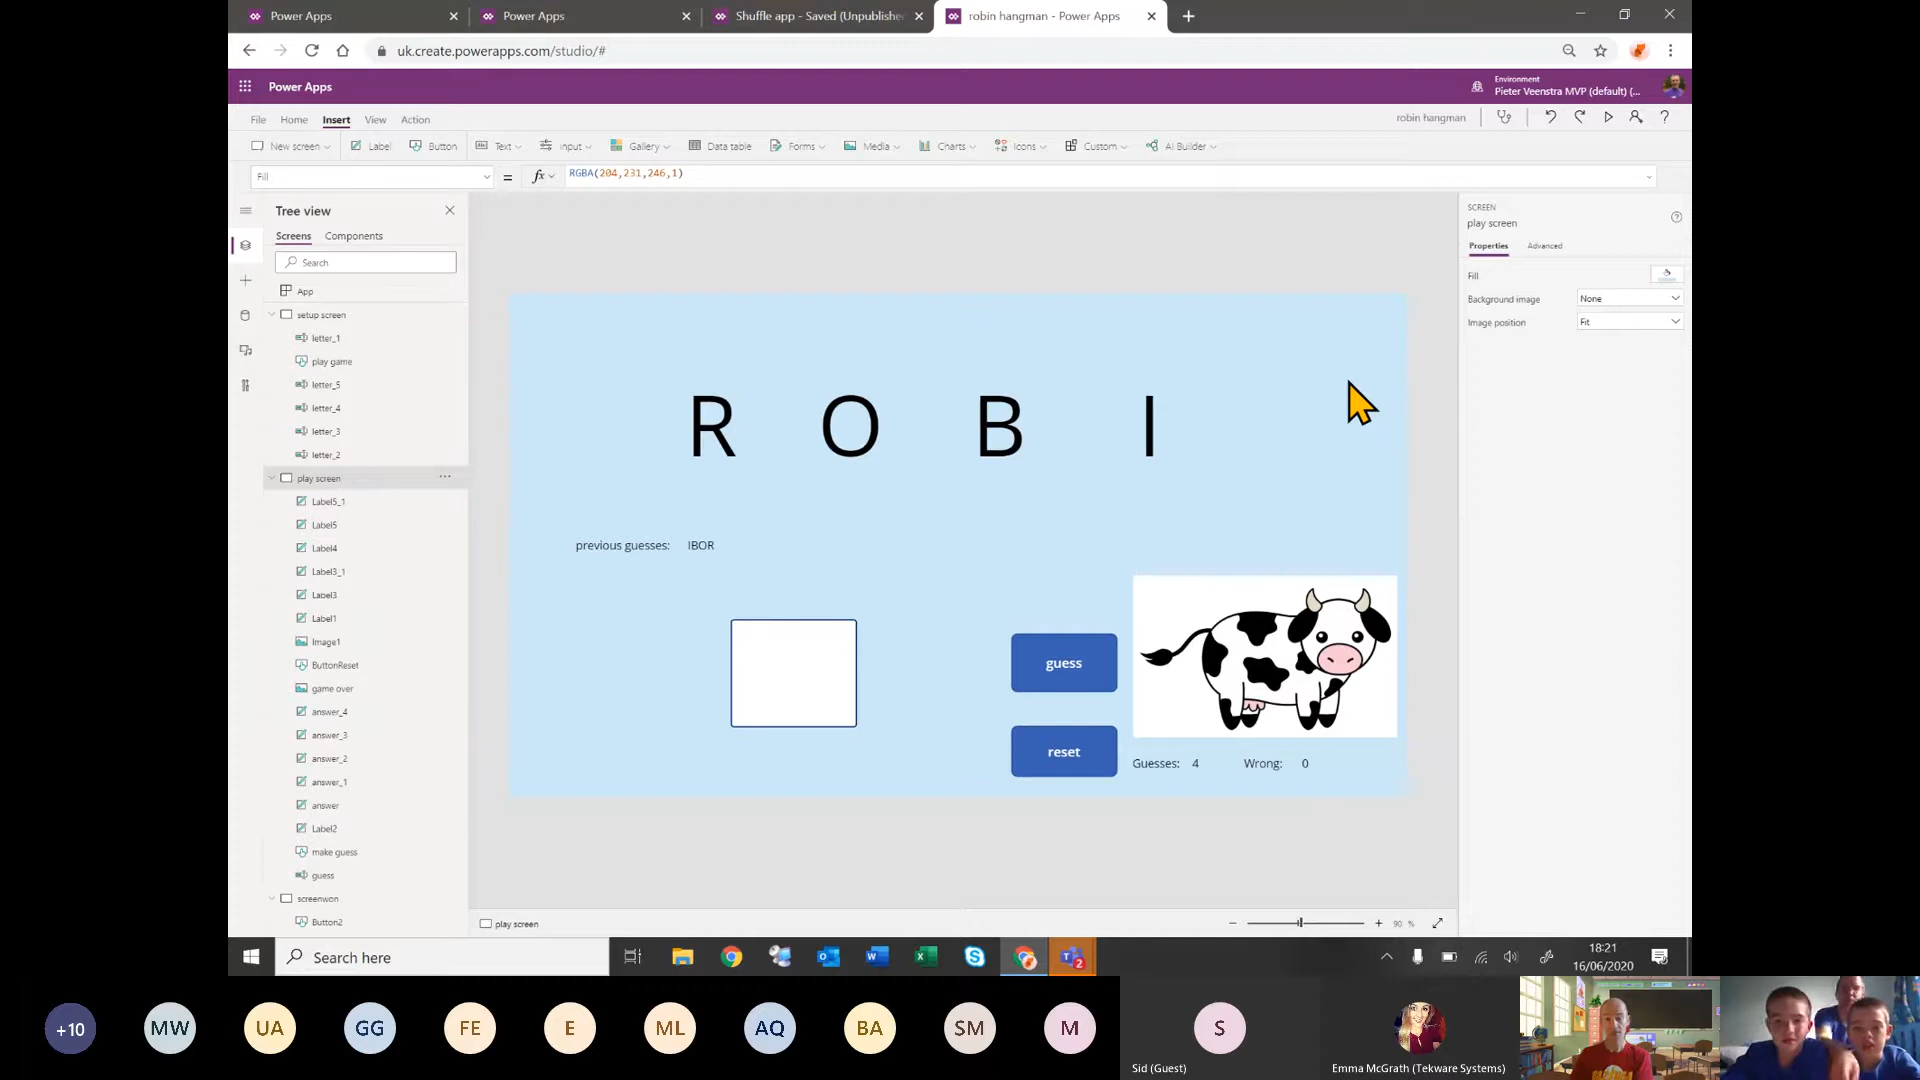 Power Apps
Power Apps
Shuffle app - Saved (Unpublishe
robin hangman - Power Apps
uk.create.powerapps.com/studio/#
Power Apps
Environment
Pieter Veenstra MVP (default) (...
File Home Insert View Action
robin hangman
New screen Label Button Text Input Gallery Data table Forms Media Charts Icons Custom AI Builder
Fill = fx RGBA(204,231,246,1)
Tree view
Screens Components
Search
App
setup screen
letter_1
play game
letter_5
letter_4
letter_3
letter_2
play screen
Label5_1
Label5
Label4
Label3_1
Label3
Label1
Image1
ButtonReset
game over
answer_4
answer_3
answer_2
answer_1
answer
Label2
make guess
guess
screenwon
Button2
R O B I
previous guesses: IBOR
guess
reset
Guesses: 4 Wrong: 0
SCREEN
play screen
Properties Advanced
Fill
Background image None
Image position Fit
play screen
90 %
Search here
2
18:21
16/06/2020
+10 MW UA GG FE E ML AQ BA SM M S
Sid (Guest)
Emma McGrath (Tekware Systems)